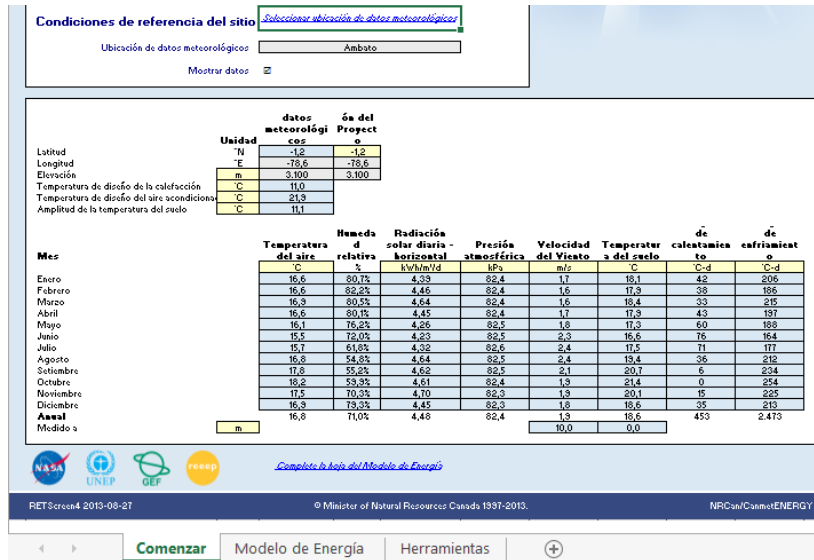 Condiciones de referencia del sitio Seleccionar ubicación de datos meteorológicos
Ubicación de datos meteorológicos Ambato
Mostrar datos
datos ón del
meteorológi Proyect
Unidad cos o
Latitud °N -1,2 -1,2
Longitud °E -78,6 -78,6
Elevación m 3.100 3.100
Temperatura de diseño de la calefacción °C 11,0
Temperatura de diseño del aire acondiciona °C 21,9
Amplitud de la temperatura del suelo °C 11,1
Humeda Radiación de de
Temperatura d solar diaria - Presión Velocidad Temperatur calentamien enfriamient
Mes del aire relativa horizontal atmosférica del Viento a del suelo to o
°C % kWh/m²/d kPa m/s °C °C-d °C-d
Enero 16,6 80,7% 4,39 82,4 1,7 18,1 42 206
Febrero 16,6 82,2% 4,46 82,4 1,6 17,9 38 186
Marzo 16,9 80,5% 4,64 82,4 1,6 18,4 33 215
Abril 16,6 80,1% 4,45 82,4 1,7 17,9 43 197
Mayo 16,1 76,2% 4,26 82,5 1,8 17,3 60 188
Junio 15,5 72,0% 4,23 82,5 2,3 16,6 76 164
Julio 15,7 61,8% 4,32 82,6 2,4 17,5 71 177
Agosto 16,8 54,8% 4,64 82,5 2,4 19,4 36 212
Setiembre 17,8 55,2% 4,62 82,5 2,1 20,7 6 234
Octubre 18,2 59,9% 4,61 82,4 1,9 21,4 0 254
Noviembre 17,5 70,3% 4,70 82,3 1,9 20,1 15 225
Diciembre 16,9 79,3% 4,45 82,3 1,8 18,6 35 213
Anual 16,8 71,0% 4,48 82,4 1,9 18,6 453 2.473
Medido a m 10,0 0,0
NASA UNEP GEF reeep Complete la hoja del Modelo de Energía
RETScreen4 2013-08-27 © Minister of Natural Resources Canada 1997-2013. NRCan/CanmetENERGY
Comenzar Modelo de Energía Herramientas